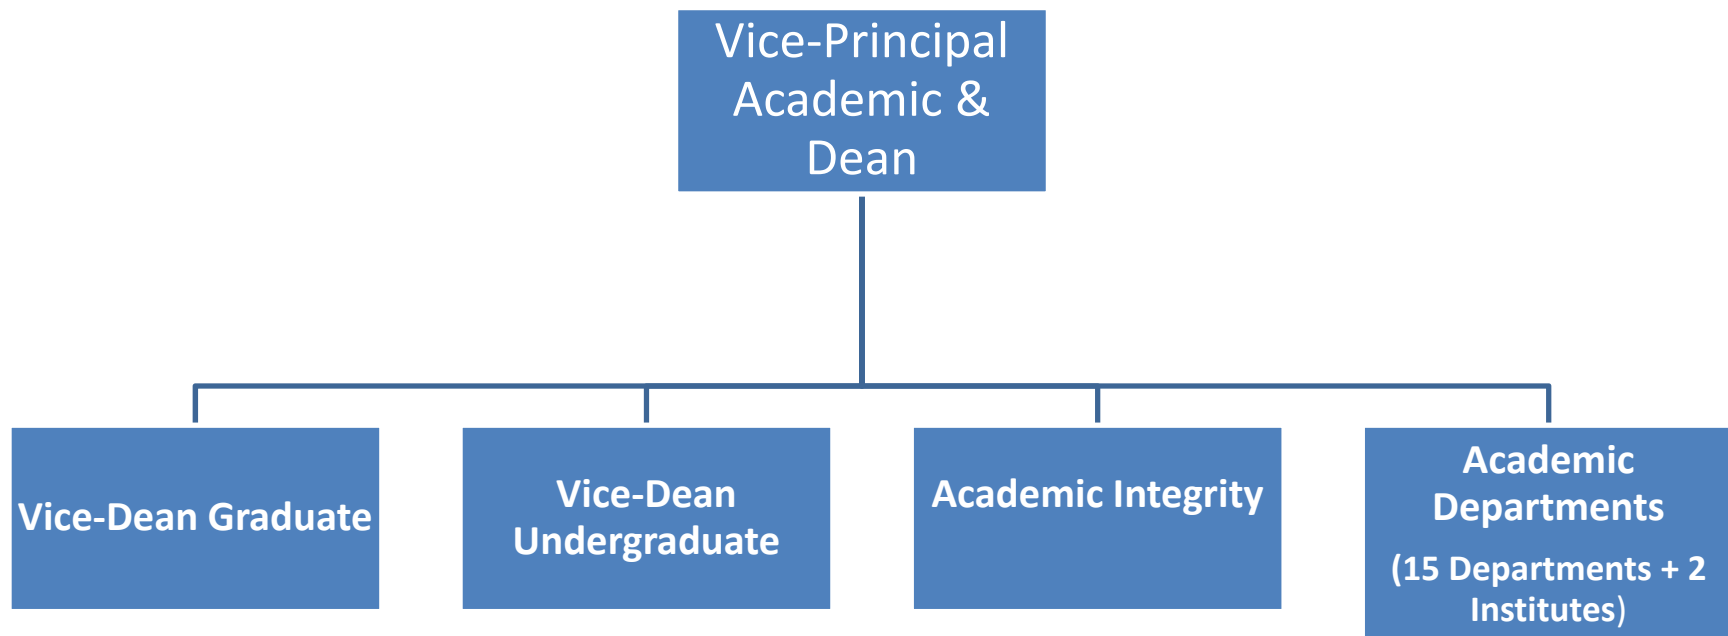 Vice-Principal
Academic &
Dean
Vice-Dean Graduate
Vice-Dean
Undergraduate
Academic Integrity
Academic
Departments
(15 Departments + 2
Institutes)